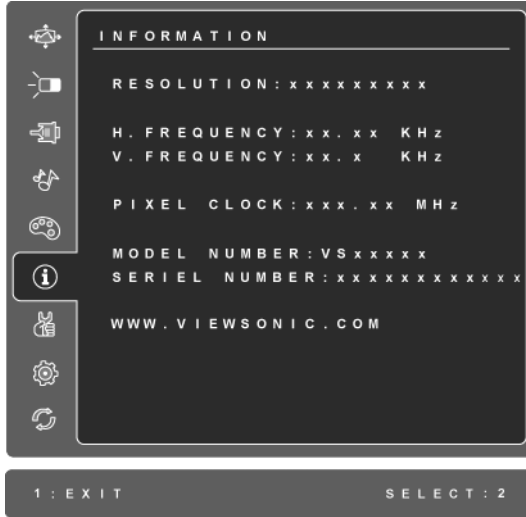 INFORMATION
RESOLUTION:xxxxxxxxx
H.FREQUENCY:xx.xx KHz
V.FREQUENCY:xx.x KHz
PIXEL CLOCK:xxx.xx MHz
MODEL NUMBER:VSxxxxx
SERIEL NUMBER:xxxxxxxxxxxx
WWW.VIEWSONIC.COM
1:EXIT SELECT:2